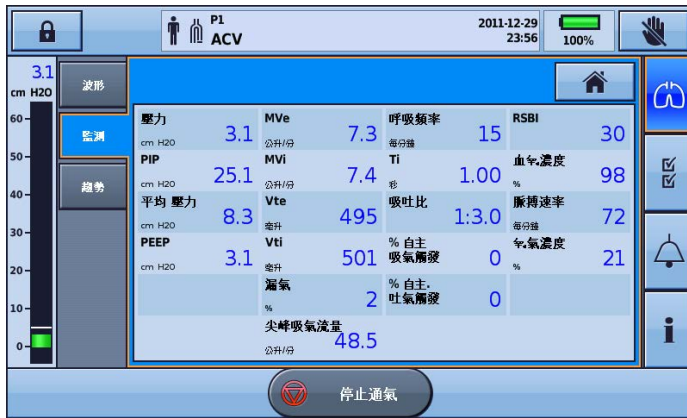 P1
ACV
2011-12-29
23:56
100%
3.1
cm H2O
60
50
40
30
20
10
0
波形
監測
趨勢
壓力
cm H2O
3.1
MVe
公升/分
7.3
呼吸頻率
每分鐘
15
RSBI
30
PIP
cm H2O
25.1
MVi
公升/分
7.4
Ti
秒
1.00
血氧濃度
%
98
平均 壓力
cm H2O
8.3
Vte
毫升
495
吸吐比
1:3.0
脈搏速率
每分鐘
72
PEEP
cm H2O
3.1
Vti
毫升
501
% 自主
吸氣觸發
0
氧氣濃度
%
21
漏氣
%
2
% 自主.
吐氣觸發
0
尖峰吸氣流量
公升/分
48.5
停止通氣